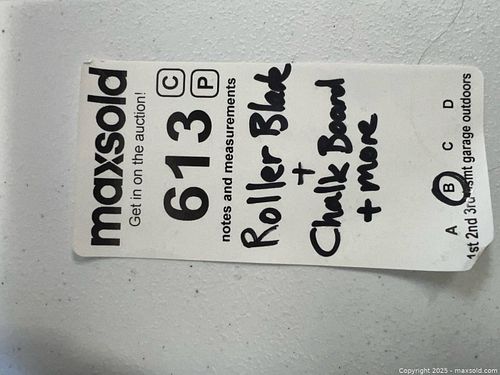 maxsold
Get in on the auction!
613 C P
notes and measurements
Roller Blade
+
Chalk Board
+ more
A B C D
1st 2nd 3rd bsmt garage outdoors
Copyright 2025 - maxsold.com